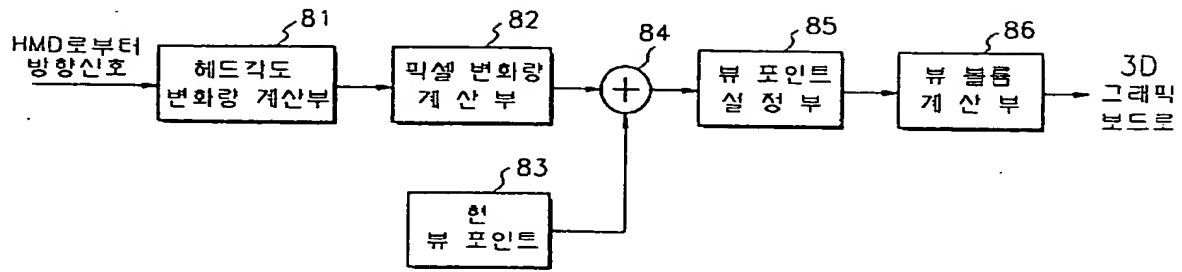 HMD로부터
방향신호
81
헤드각도
변화량 계산부
82
픽셀 변화량
계 산 부
83
현
뷰 포인트
84
+
85
뷰 포인트
설 정 부
86
뷰 볼륨
계 산 부
3D
그래픽
보드로